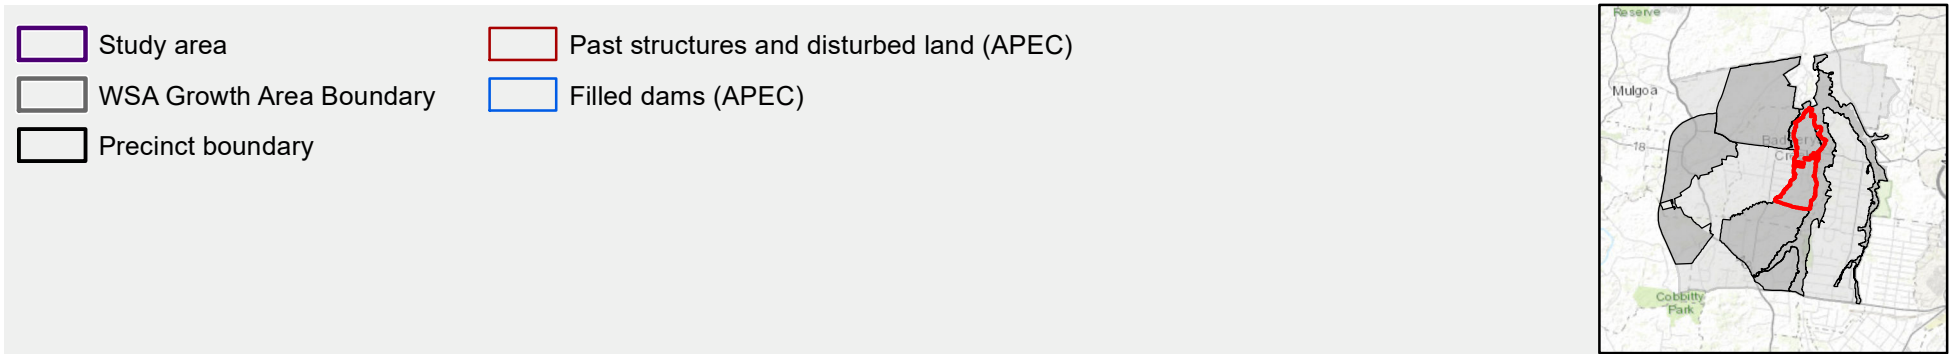 Study area
WSA Growth Area Boundary
Precinct boundary
Past structures and disturbed land (APEC)
Filled dams (APEC)
Reserve
Mulgoa
18
Cobbitty
Park